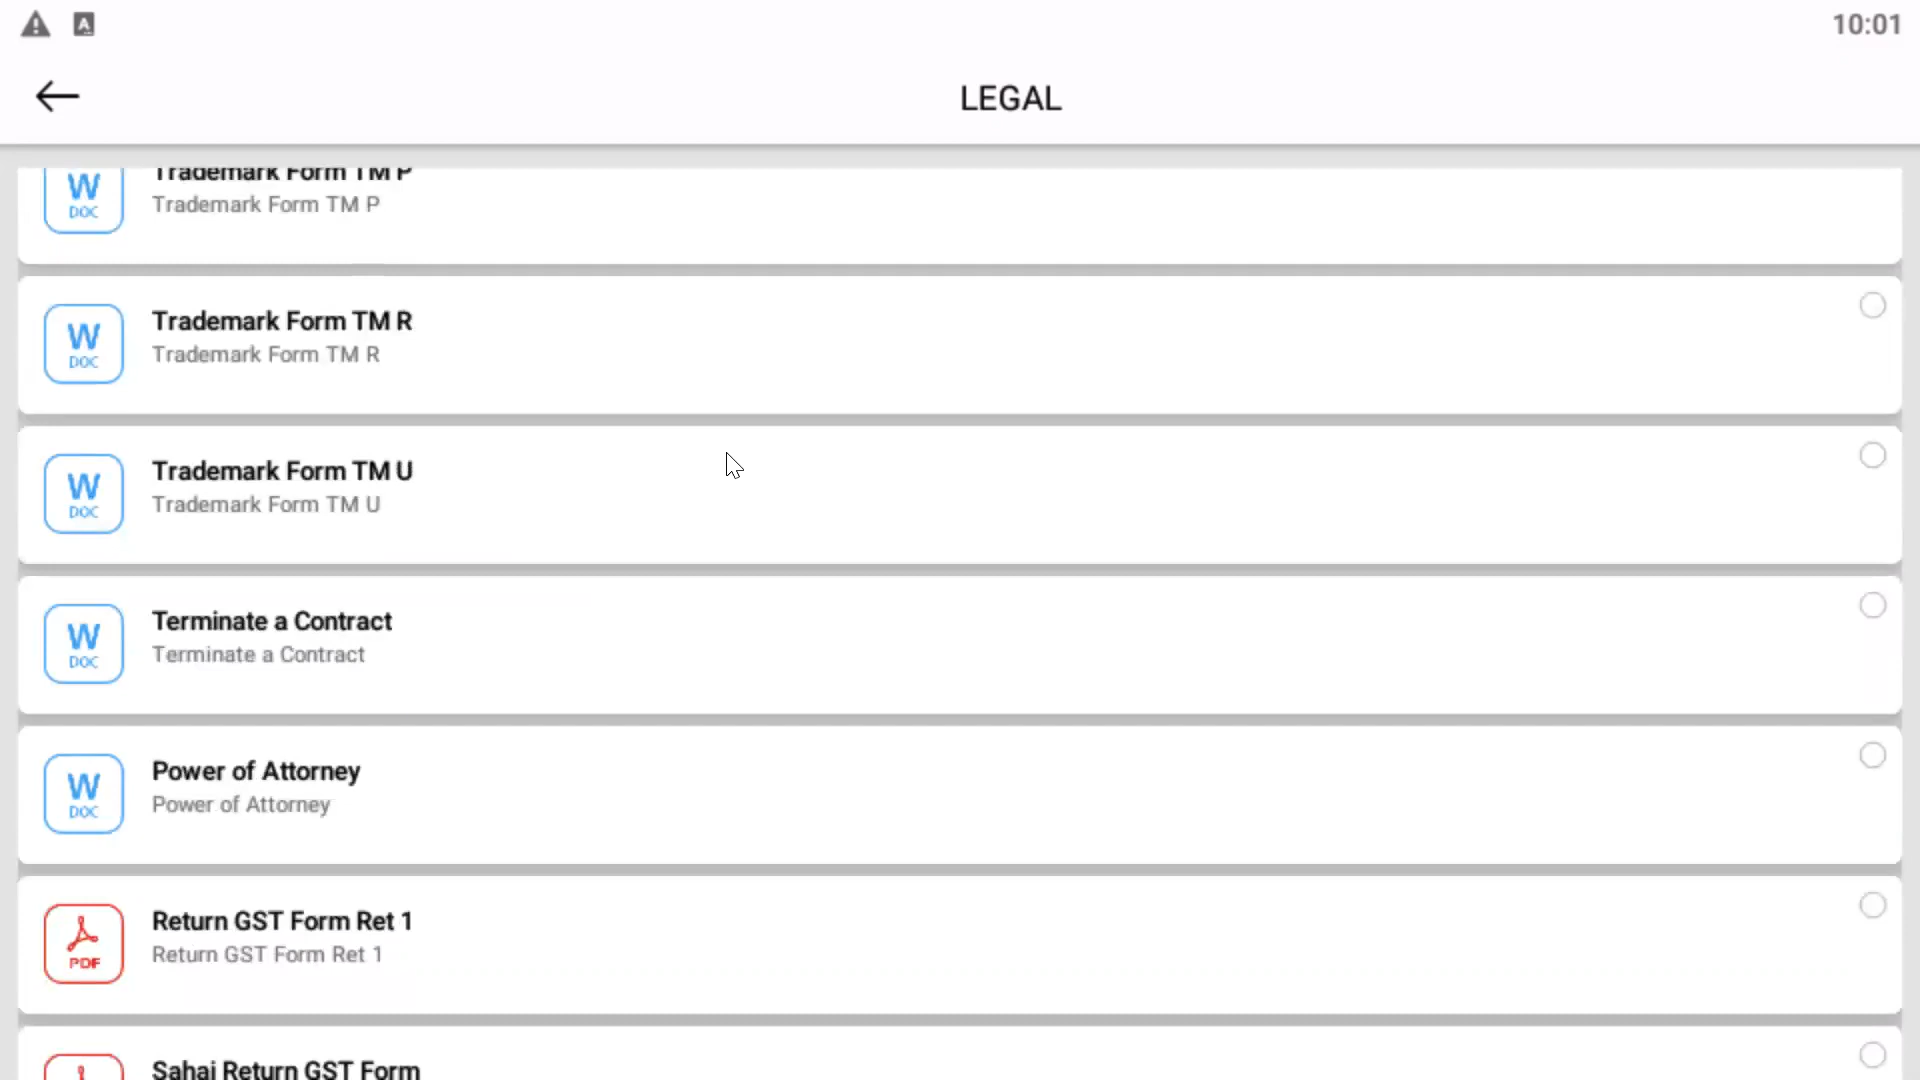 10:01
LEGAL
Trademark Form TM P
W
DOC
Trademark Form TM P
Trademark Form TM R
W
DOC
Trademark Form TM R
Trademark Form TM U
W
DOC
Trademark Form TM U
Terminate a Contract
W
DOC
Terminate a Contract
Power of Attorney
W
DOC
Power of Attorney
Return GST Form Ret 1
PDF
Return GST Form Ret 1
Sahaj Return GST Form